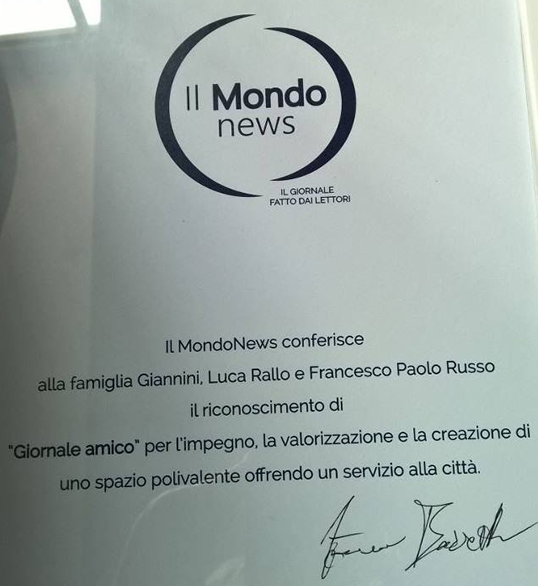 Il Mondo
news
IL GIORNALE
FATTO DAI LETTORI
Il MondoNews conferisce
alla famiglia Giannini, Luca Rallo e Francesco Paolo Russo
il riconoscimento di
"Giornale amico" per l'impegno, la valorizzazione e la creazione di
uno spazio polivalente offrendo un servizio alla città.